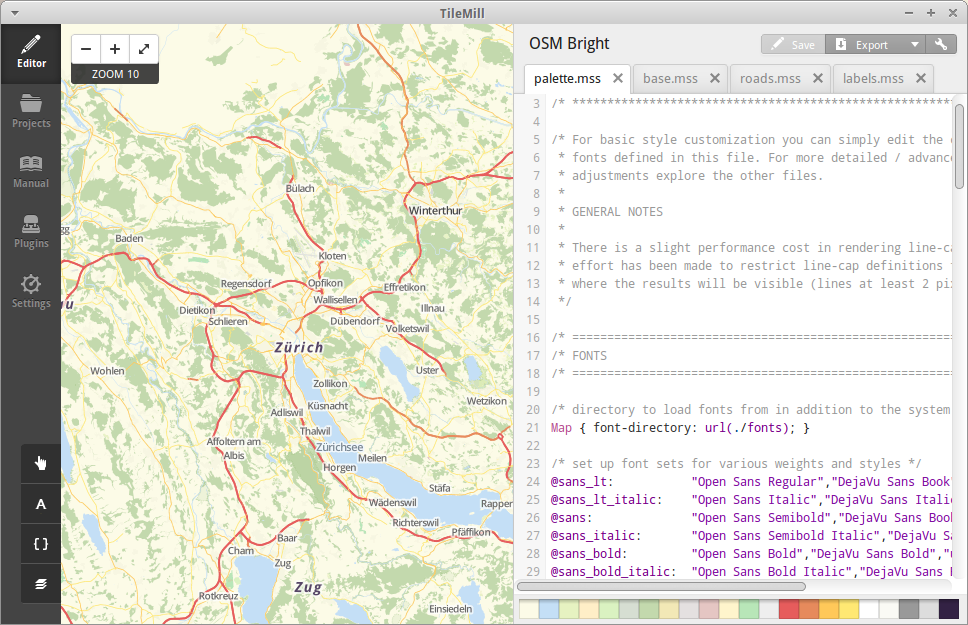 TileMill
Editor
Projects
Manual
Plugins
Settings
A
{ }
ZOOM 10
Bülach
Winterthur
Baden
Kloten
Regensdorf
Opfikon
Effretikon
Wallisellen
Dietikon
Illnau
Schlieren
Dübendorf
Volketswil
Zürich
Wohlen
Uster
Zollikon
Wetzikon
Küsnacht
Adliswil
Thalwil
Affoltern am
Albis
Zürichsee
Meilen
Horgen
Stäfa
Wädenswil
Rapper
Richterswil
Pfäffikon
Baar
Cham
Zug
Zug
Rotkreuz
Einsiedeln
OSM Bright
Save
Export
palette.mss
base.mss
roads.mss
labels.mss
3 /* *******************************************************
4
5 /* For basic style customization you can simply edit the
6  * fonts defined in this file. For more detailed / advanc
7  * adjustments explore the other files.
8  *
9  * GENERAL NOTES
10  *
11  * There is a slight performance cost in rendering line-ca
12  * effort has been made to restrict line-cap definitions
13  * where the results will be visible (lines at least 2 pi
14  */
15
16 /* =======================================================
17 /* FONTS
18 /* =======================================================
19
20 /* directory to load fonts from in addition to the system
21 Map { font-directory: url(./fonts); }
22
23 /* set up font sets for various weights and styles */
24 @sans_lt: "Open Sans Regular","DejaVu Sans Book
25 @sans_lt_italic: "Open Sans Italic","DejaVu Sans Italic
26 @sans: "Open Sans Semibold","DejaVu Sans Boo
27 @sans_italic: "Open Sans Semibold Italic","DejaVu Sa
28 @sans_bold: "Open Sans Bold","DejaVu Sans Bold","
29 @sans_bold_italic: "Open Sans Bold Italic","DejaVu Sans